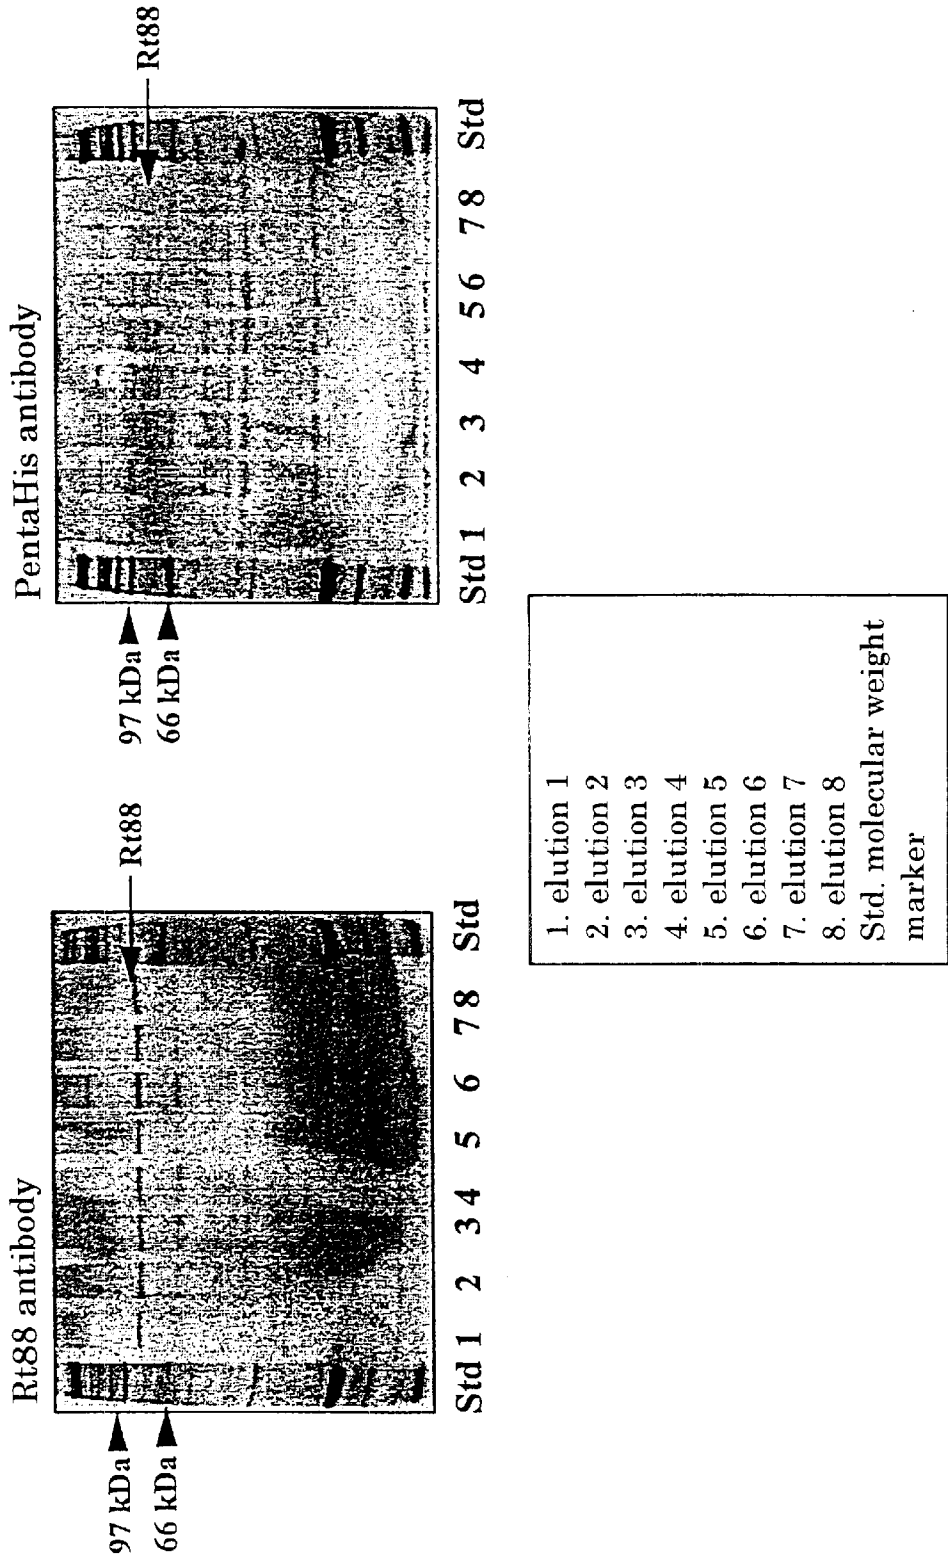 Rt88 antibody
97 kDa
66 kDa
Rt88
Std 1 2 3 4 5 6 7 8 Std
PentaHis antibody
97 kDa
66 kDa
Rt88
Std 1 2 3 4 5 6 7 8 Std
1. elution 1
2. elution 2
3. elution 3
4. elution 4
5. elution 5
6. elution 6
7. elution 7
8. elution 8
Std. molecular weight
marker